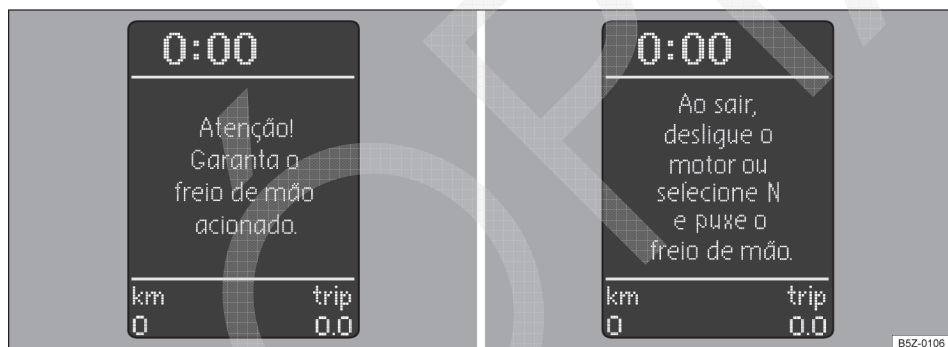 0:00
Atenção!
Garanta o
freio de mão
acionado.
km trip
0 0.0
0:00
Ao sair,
desligue o
motor ou
selecione N
e puxe o
freio de mão.
km trip
0 0.0
B5Z-0106